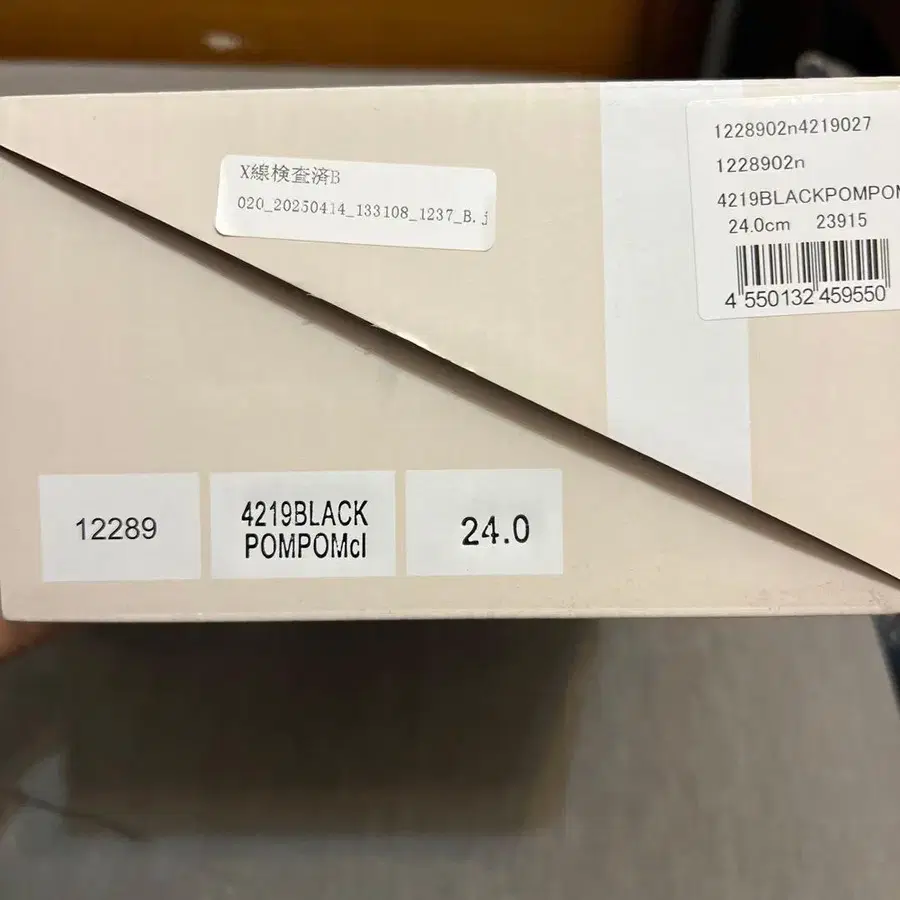 X線検査済B
020_20250414_133108_1237_B.j
1228902n4219027
1228902n
4219BLACKPOMPOM
24.0cm 23915
4 550132 459550
12289
4219BLACK
POMPOMcl
24.0